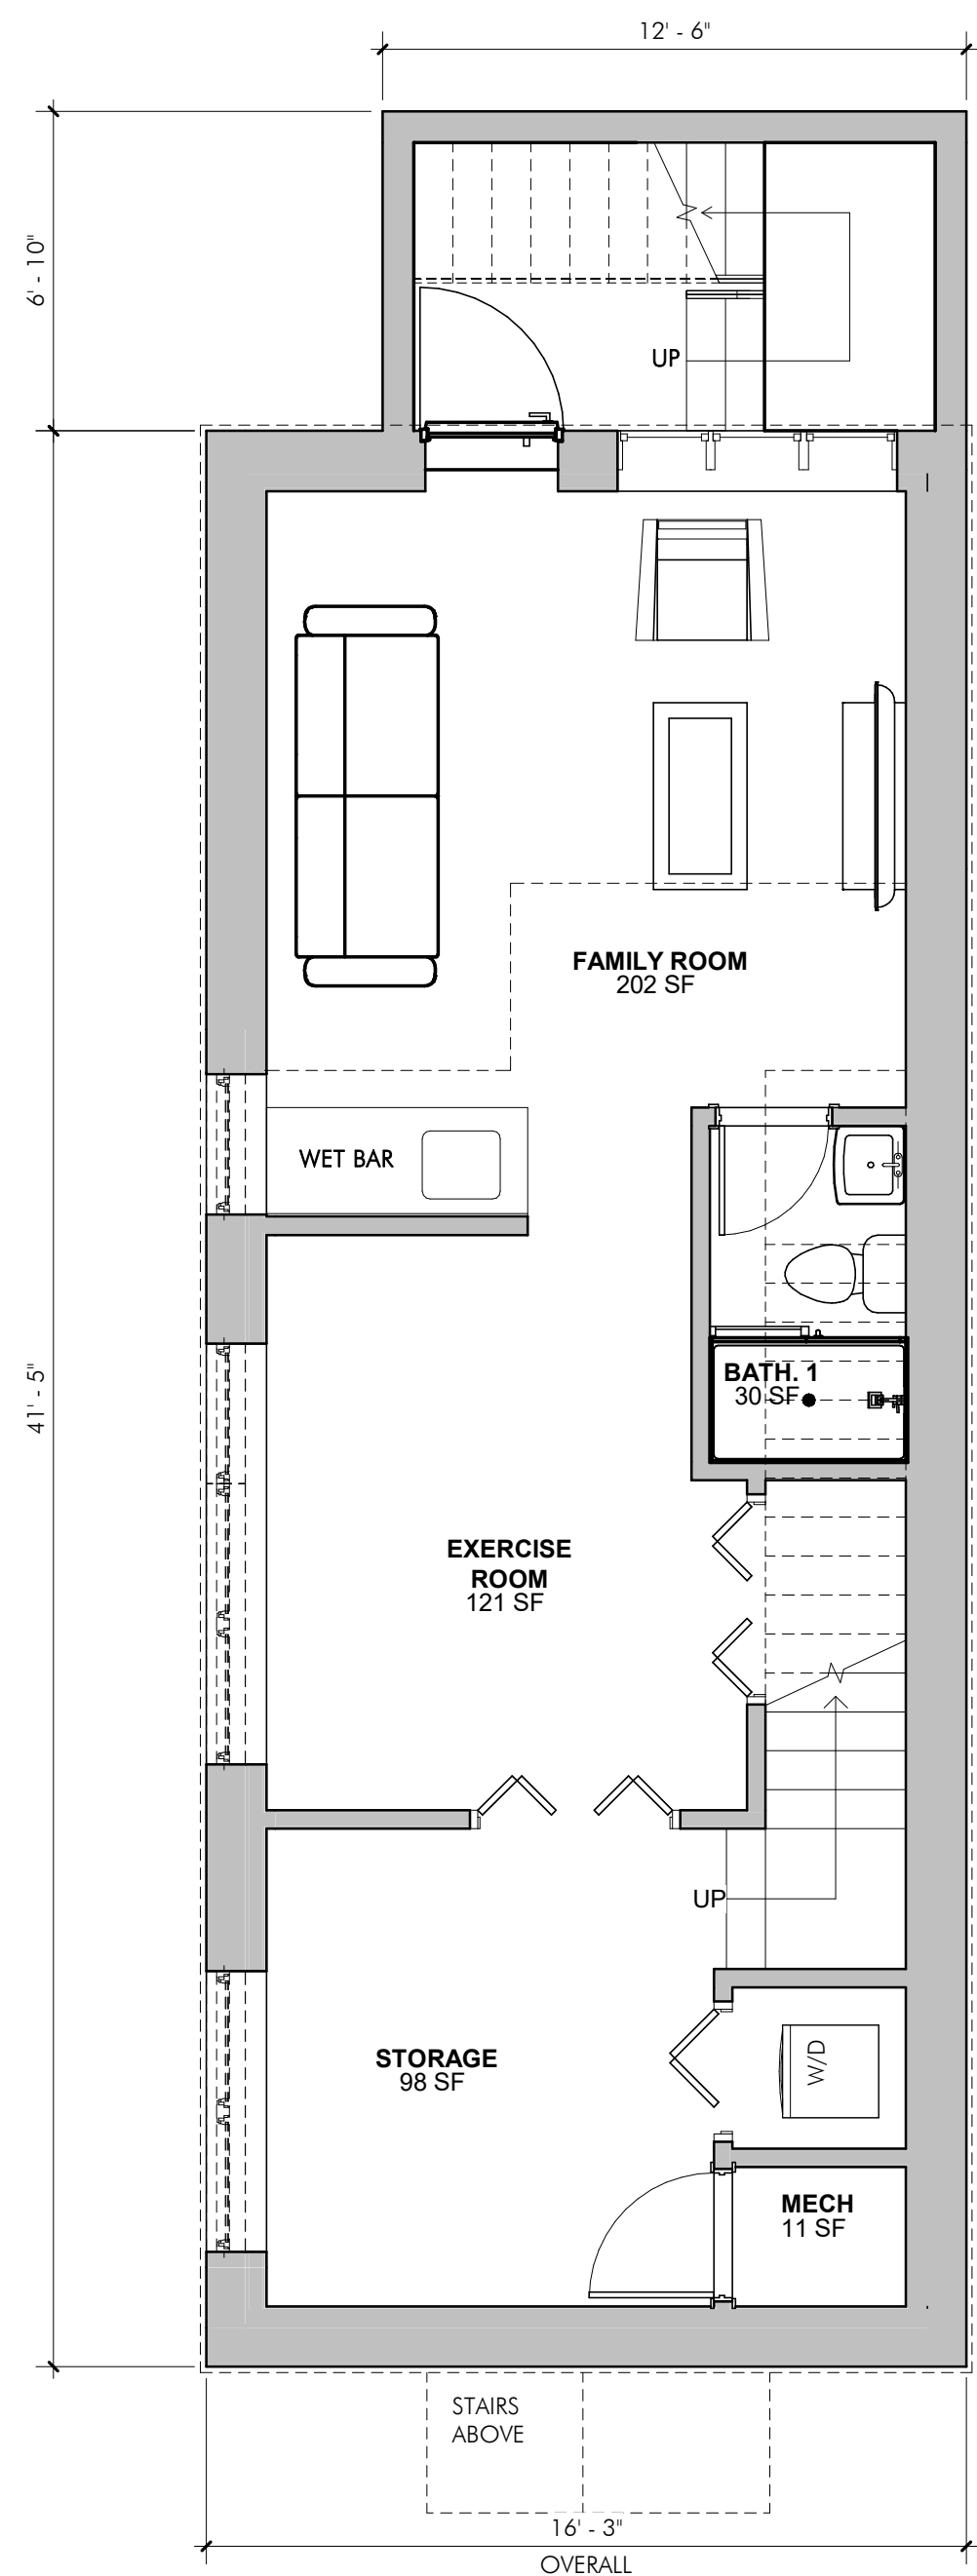 12' - 6"
6' - 10"
UP
FAMILY ROOM
202 SF
WET BAR
BATH. 1
30 SF
41' - 5"
EXERCISE
ROOM
121 SF
UP
STORAGE
98 SF
W/D
MECH
11 SF
STAIRS
ABOVE
16' - 3"
OVERALL